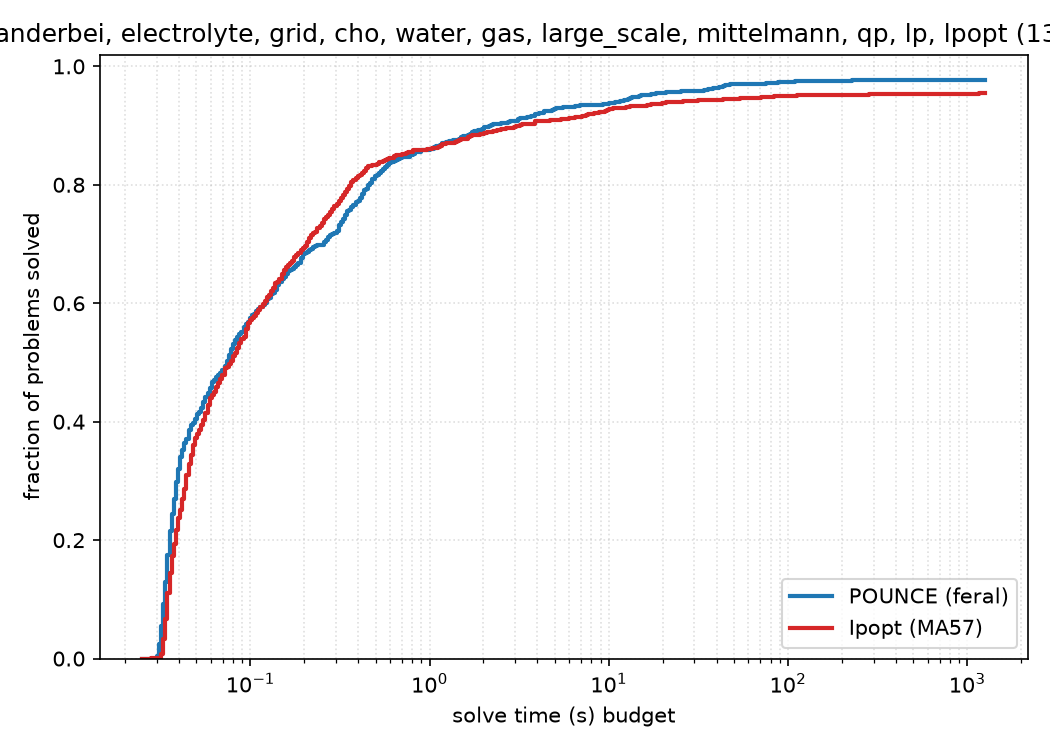 anderbei, electrolyte, grid, cho, water, gas, large_scale, mittelmann, qp, lp, Ipopt (13
1.0
0.8
0.6
0.4
0.2
0.0
fraction of problems solved
10⁻¹
10⁰
10¹
10²
10³
solve time (s) budget
POUNCE (feral)
Ipopt (MA57)